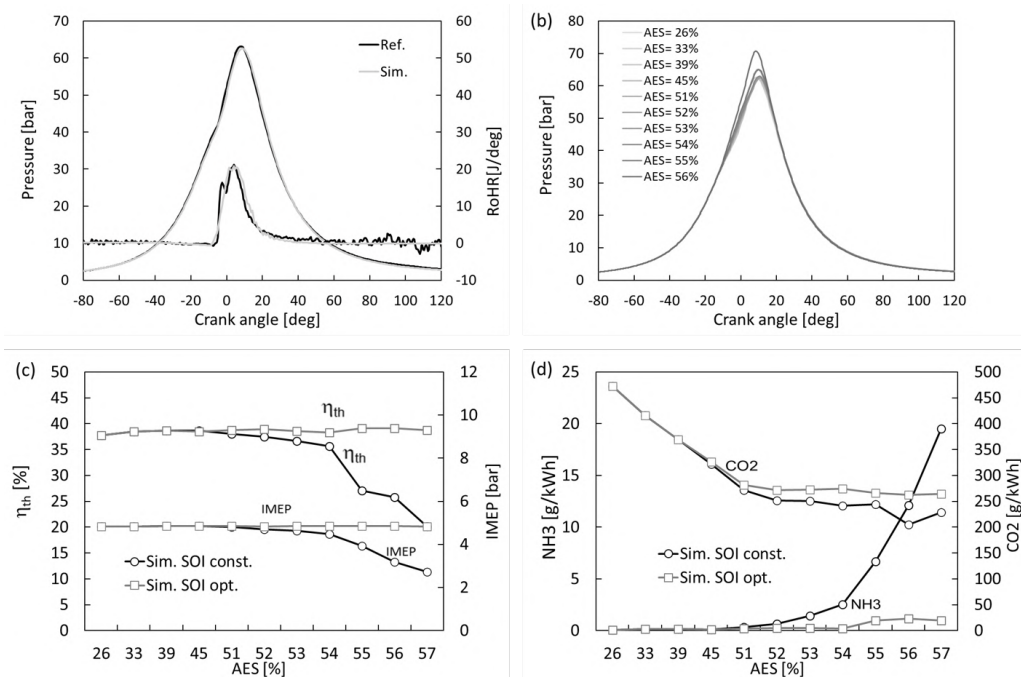 70
60
50
40
30
20
10
0
Pressure [bar]
60
50
40
30
20
10
0
-10
RoHR[J/deg]
Ref.
Sim.
-80 -60 -40 -20 0 20 40 60 80 100 120
Crank angle [deg]
(b)
80
70
60
50
40
30
20
10
0
Pressure [bar]
AES= 26%
AES= 33%
AES= 39%
AES= 45%
AES= 51%
AES= 52%
AES= 53%
AES= 54%
AES= 55%
AES= 56%
-80 -60 -40 -20 0 20 40 60 80 100 120
Crank angle [deg]
(c)
50
45
40
35
30
25
20
15
10
5
0
ηth [%]
12
10
8
6
4
2
0
IMEP [bar]
ηth
ηth
IMEP
IMEP
Sim. SOI const.
Sim. SOI opt.
26 33 39 45 51 52 53 54 55 56 57
AES [%]
(d)
25
20
15
10
5
0
NH3 [g/kWh]
500
450
400
350
300
250
200
150
100
50
0
CO2 [g/kWh]
CO2
Sim. SOI const.
Sim. SOI opt.
NH3
26 33 39 45 51 52 53 54 55 56 57
AES [%]